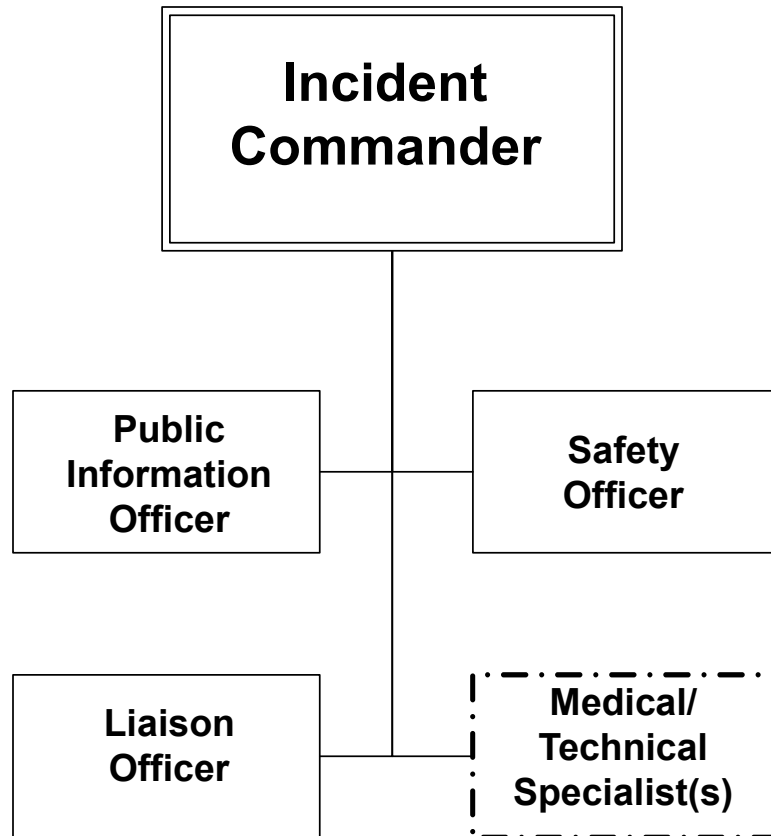 Incident
Commander
Public
Information
Officer
Safety
Officer
Liaison
Officer
Medical/
Technical
Specialist(s)